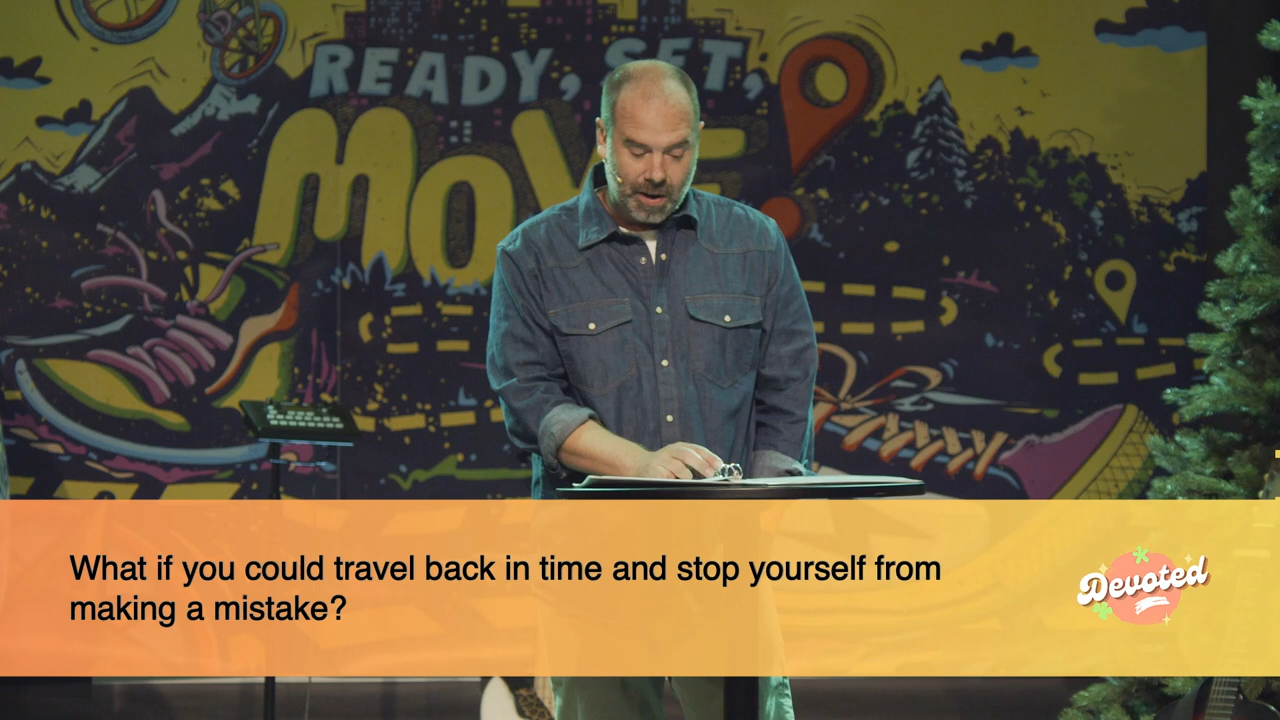 READY, SET,
MOVE!
What if you could travel back in time and stop yourself from
making a mistake?
Devoted